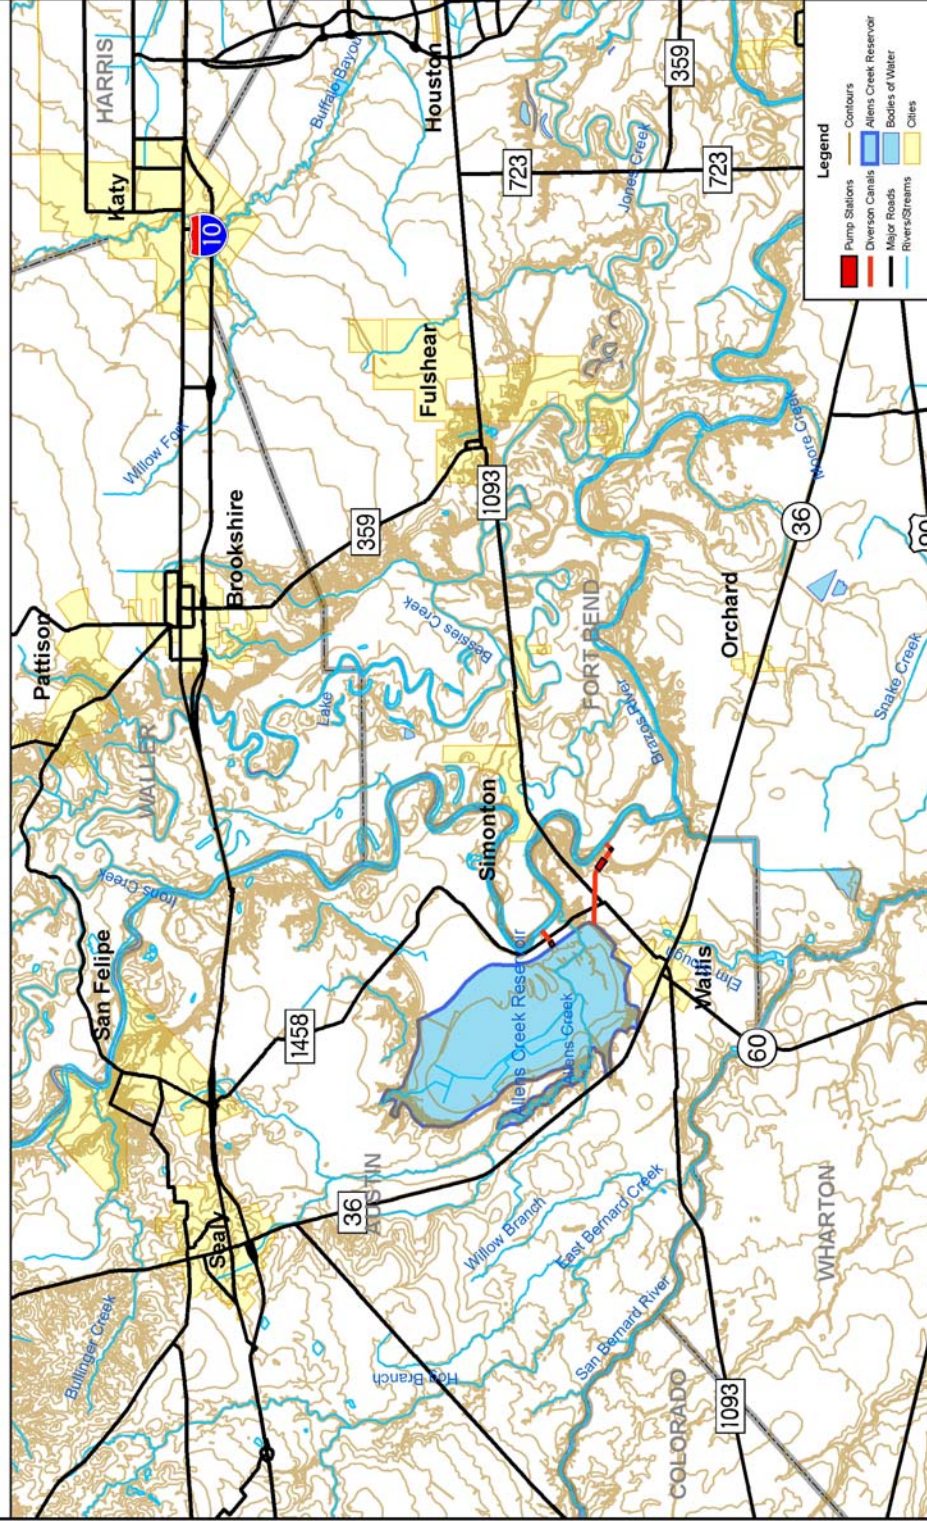 HARRIS
Katy
10
Buffalo Bayou
Houston
359
723
723
Jones Creek
Legend
Pump Stations
Diverson Canals
Major Roads
Rivers/Streams
Contours
Allens Creek Reservoir
Bodies of Water
Cities
Willow Fork
Fulshear
Pattison
Brookshire
359
1093
Moore Creek
36
90
Orchard
Snake Creek
Bessies Creek
FORT BEND
Lake
Brazos River
WALLER
Simonton
Irons Creek
San Felipe
1458
Allens Creek Reservoir
Allens Creek
Wallis
Elm Slough
60
Sealy
AUSTIN
36
Willow Branch
East Bernard Creek
San Bernard River
WHARTON
Bullinger Creek
Hog Branch
COLORADO
1093